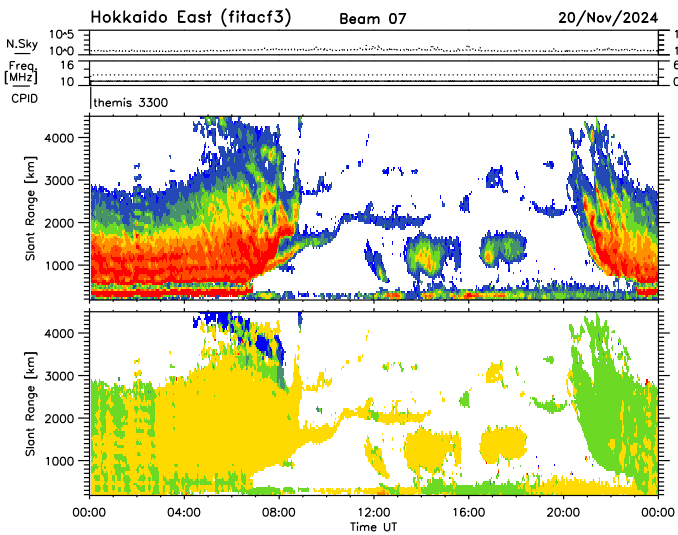 Hokkaido East (fitacf3) Beam 07 20/Nov/2024
N.Sky 10^5 10^0
Freq. [MHz] 16 10 6 0
CPID themis 3300
Slant Range [km] 4000 3000 2000 1000
Slant Range [km] 4000 3000 2000 1000
00:00 04:00 08:00 12:00 16:00 20:00 00:00
Time UT